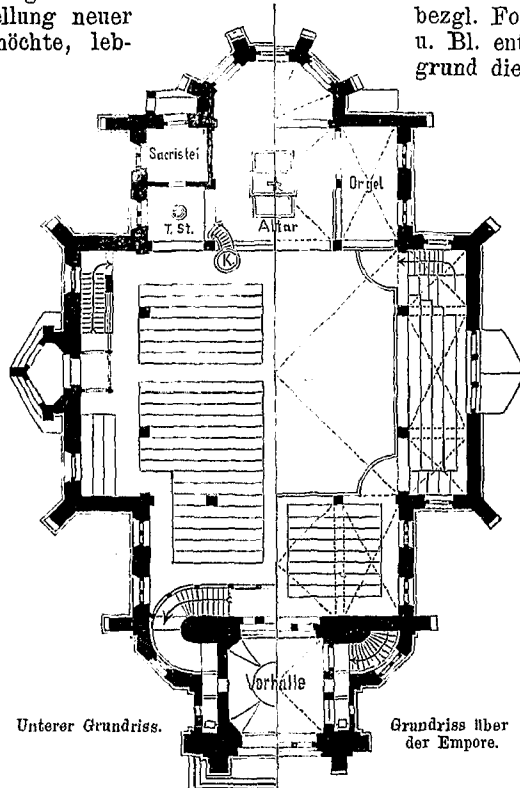 ellung neuer
öchte, leb-
bezgl. Fo
u. Bl. ent
grund die
Sacristei
Orgel
T. St.
Altar
K.
Vorhalle
Unterer Grundriss.
Grundriss über
der Empore.